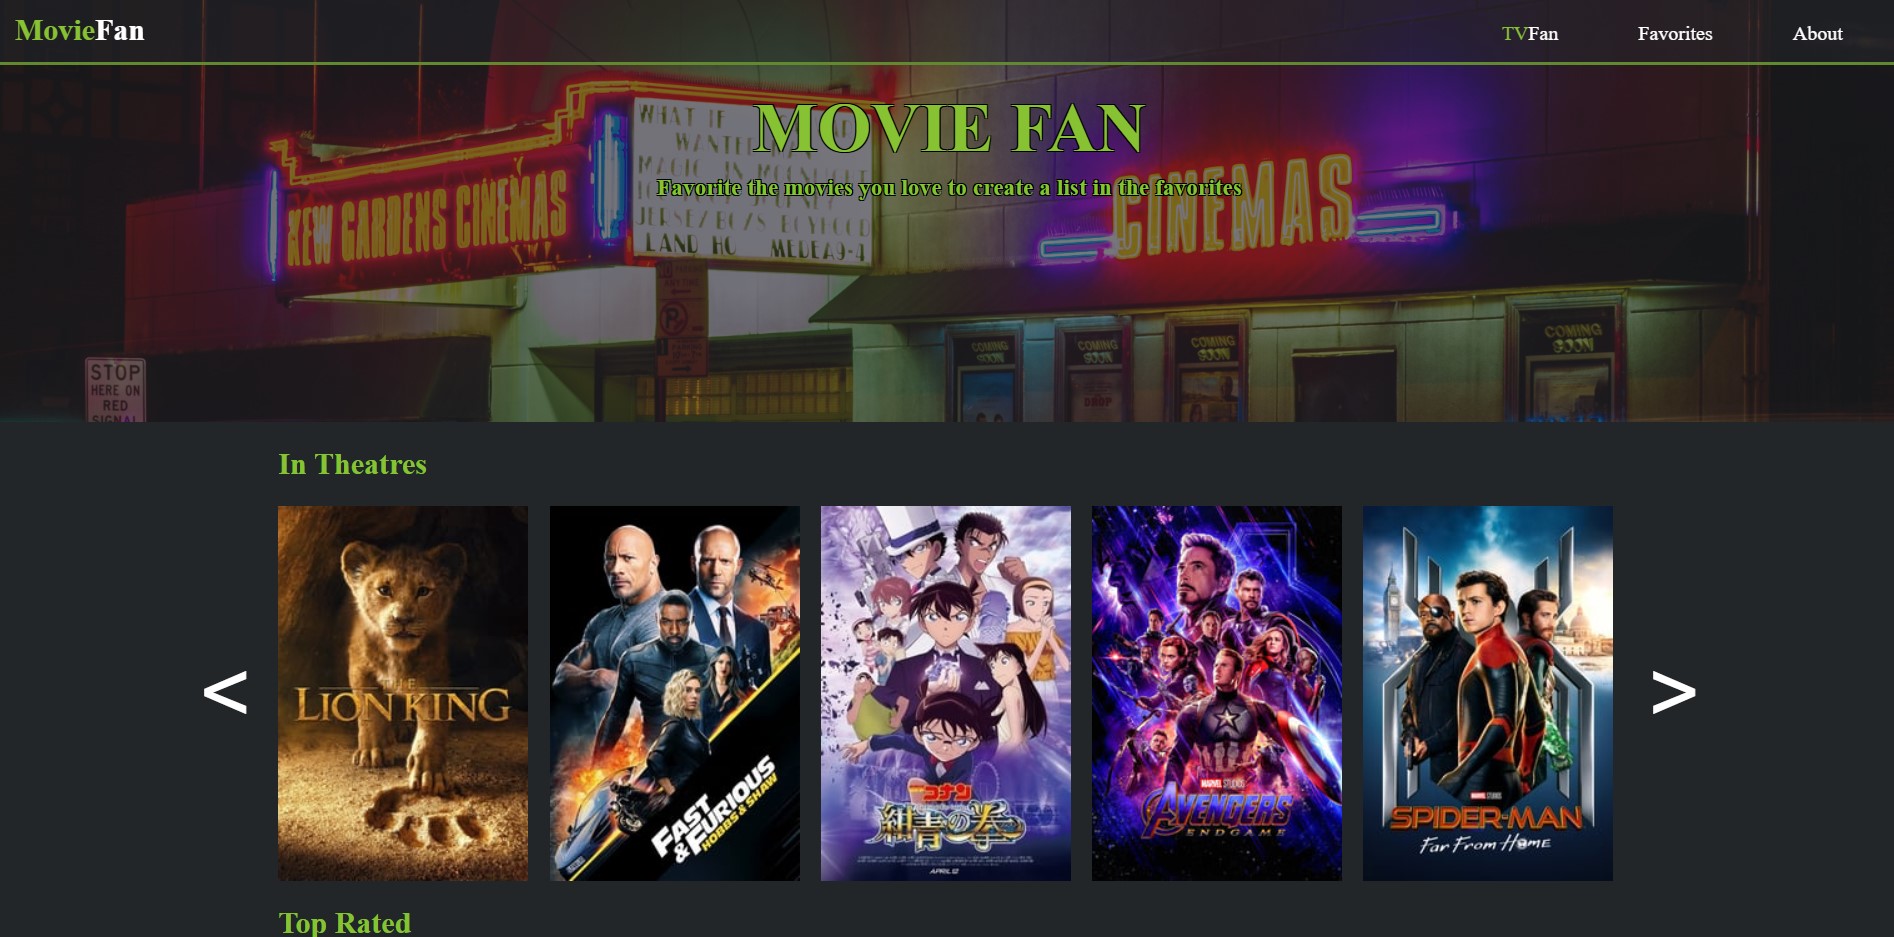 MovieFan
TVFan
Favorites
About
MOVIE FAN
Favorite the movies you love to create a list in the favorites
KEW GARDENS CINEMAS
WHAT IF
MAGIC IN MOONLIGHT
JERSEY BOYS BOYHOOD
LAND HO MEDEA9-4
CINEMAS
COMING SOON
COMING SOON
COMING SOON
COMING SOON
STOP
HERE ON
RED
SIGNAL
In Theatres
<
THE
LION KING
FAST
& FURIOUS
HOBBS & SHAW
コナン
紺青の拳
APRIL 12
MARVEL STUDIOS
AVENGERS
ENDGAME
MARVEL STUDIOS
SPIDER-MAN
Far From Home
>
Top Rated